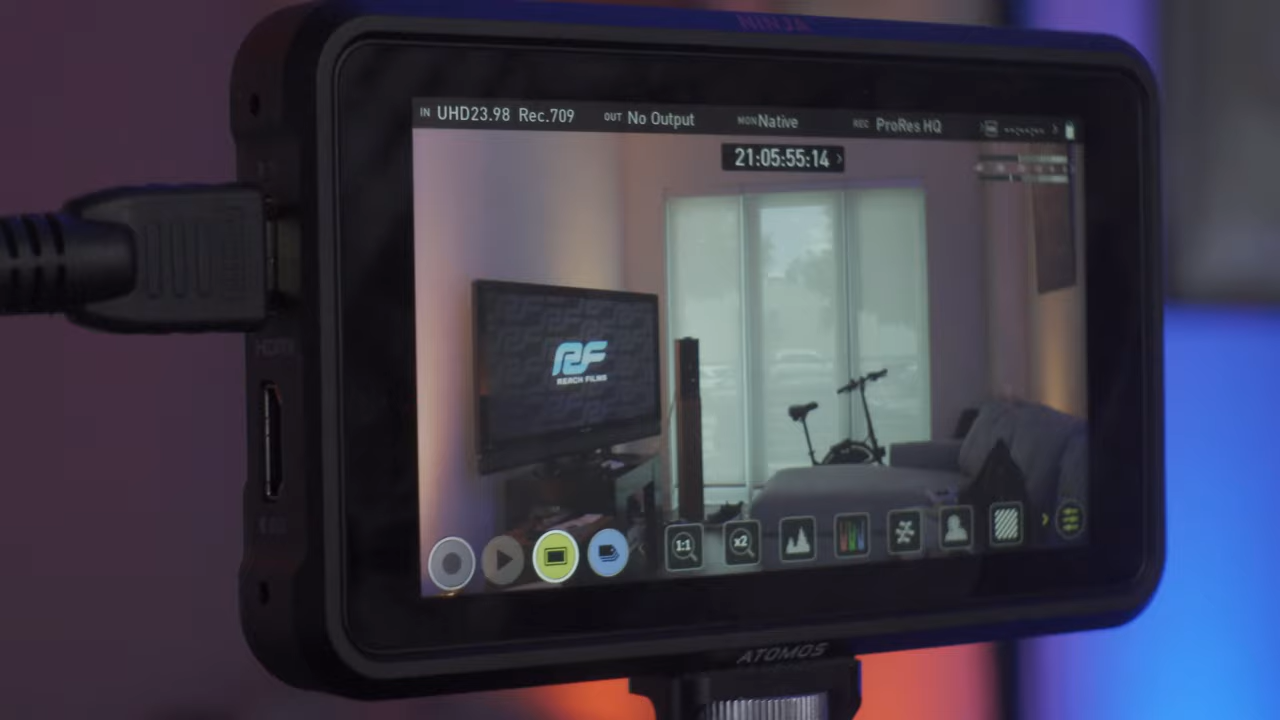 NINJA
IN UHD23.98 Rec.709 OUT No Output MON Native REC ProRes HQ --:--:--
21:05:55:14
RF
REACH FILMS
HDMI
1:1
x2
ATOMOS